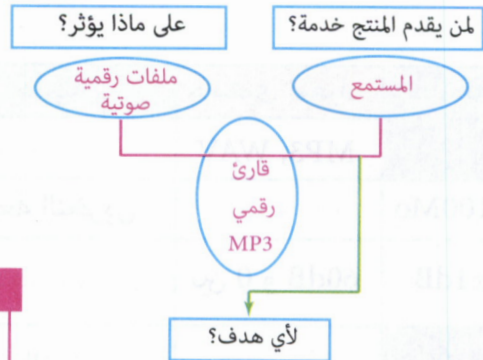 لمن يقدم المنتج خدمة؟
على ماذا يؤثر؟
المستمع
ملفات رقمية
صوتية
قارئ
رقمي
MP3
لأي هدف؟